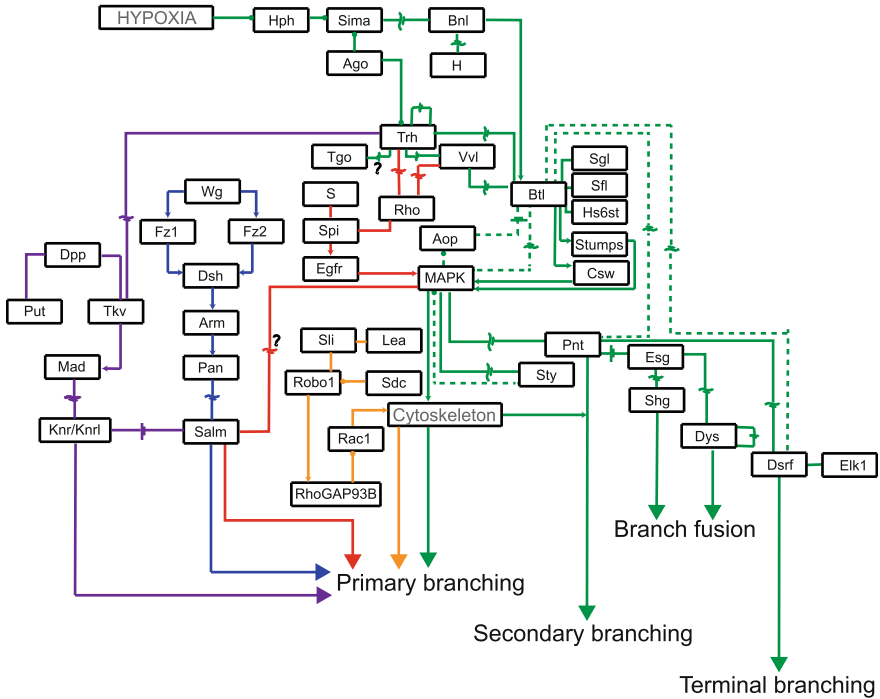 HYPOXIA
Hph
Sima
Bnl
Ago
H
Trh
Tgo
?
Vvl
Sgl
Sfl
Hs6st
Btl
Wg
S
Rho
Fz1
Fz2
Spi
Aop
Stumps
Dpp
Dsh
Egfr
MAPK
Csw
Put
Tkv
Arm
Sli
Lea
?
Pnt
Esg
Mad
Pan
Robo1
Sdc
Sty
Shg
Knr/Knrl
Salm
Cytoskeleton
Rac1
Dys
RhoGAP93B
Dsrf
Elk1
Branch fusion
Primary branching
Secondary branching
Terminal branching